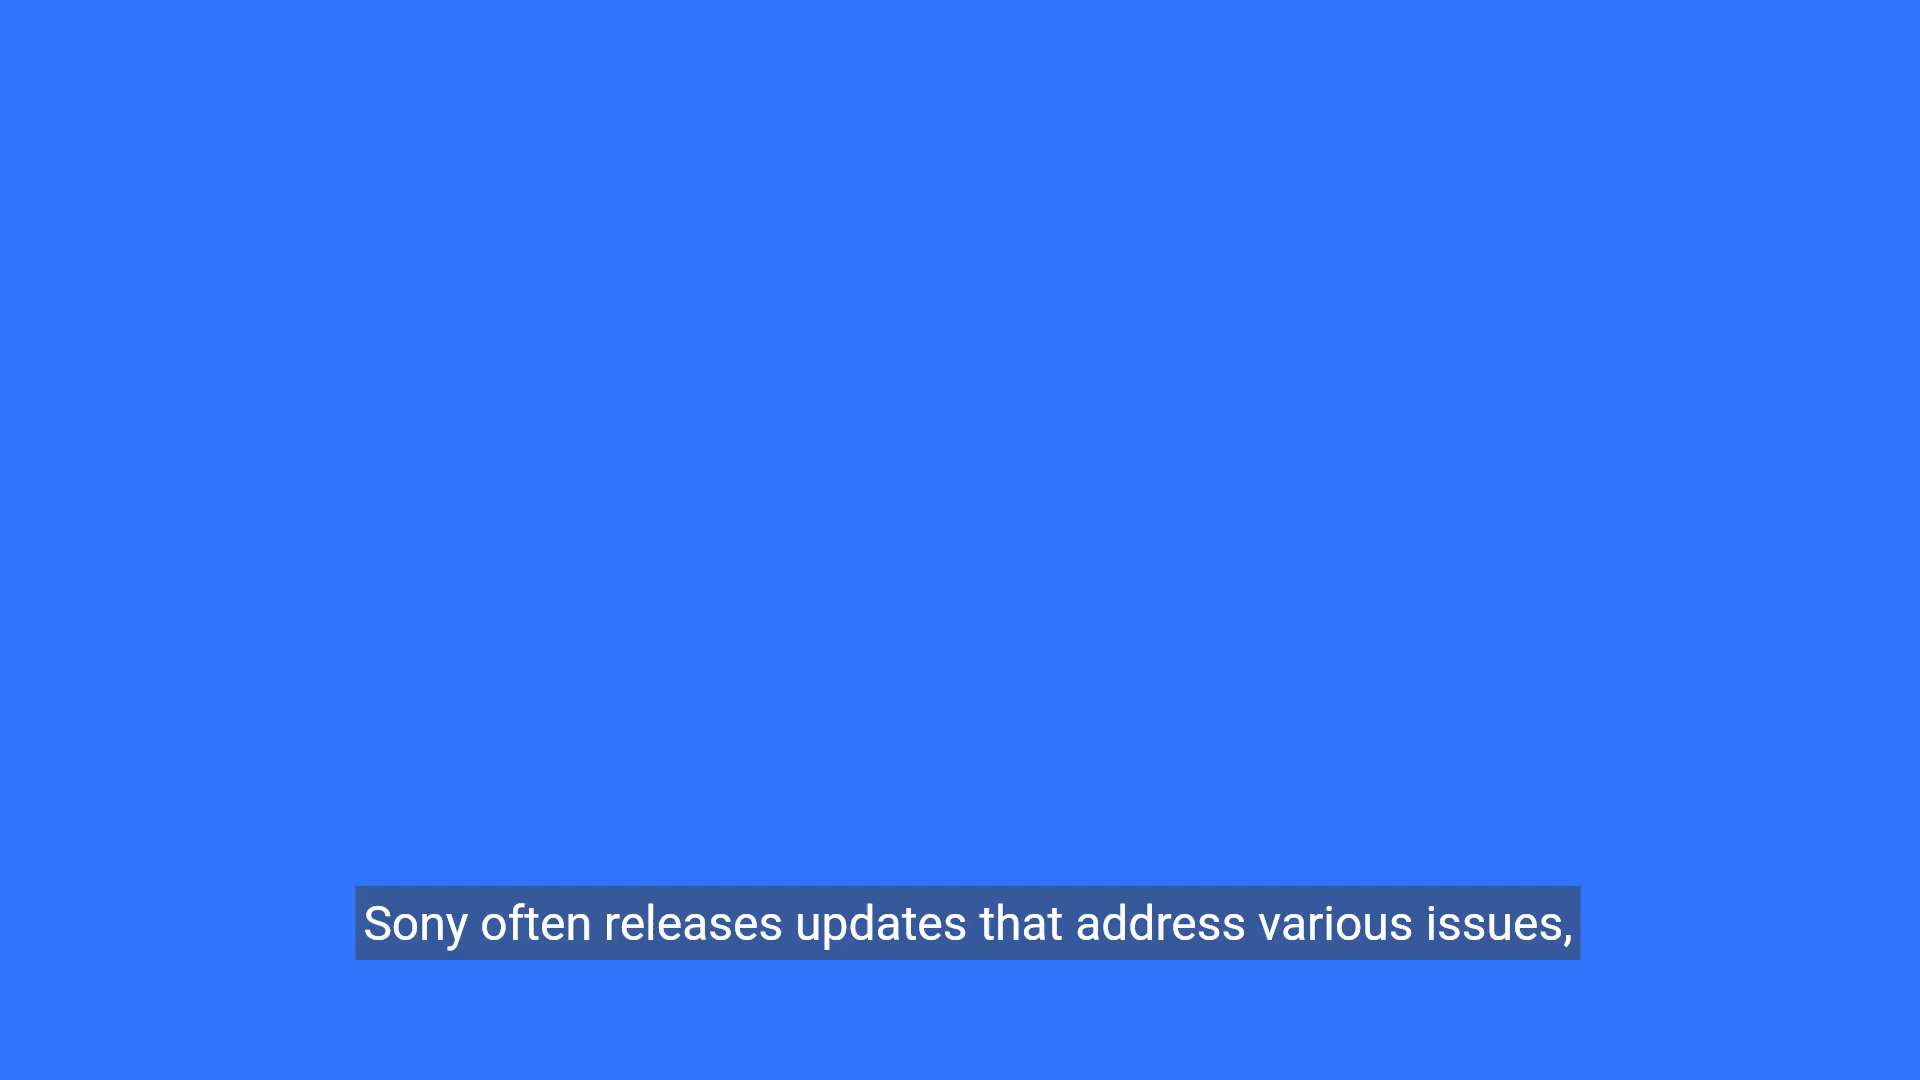 Sony often releases updates that address various issues,